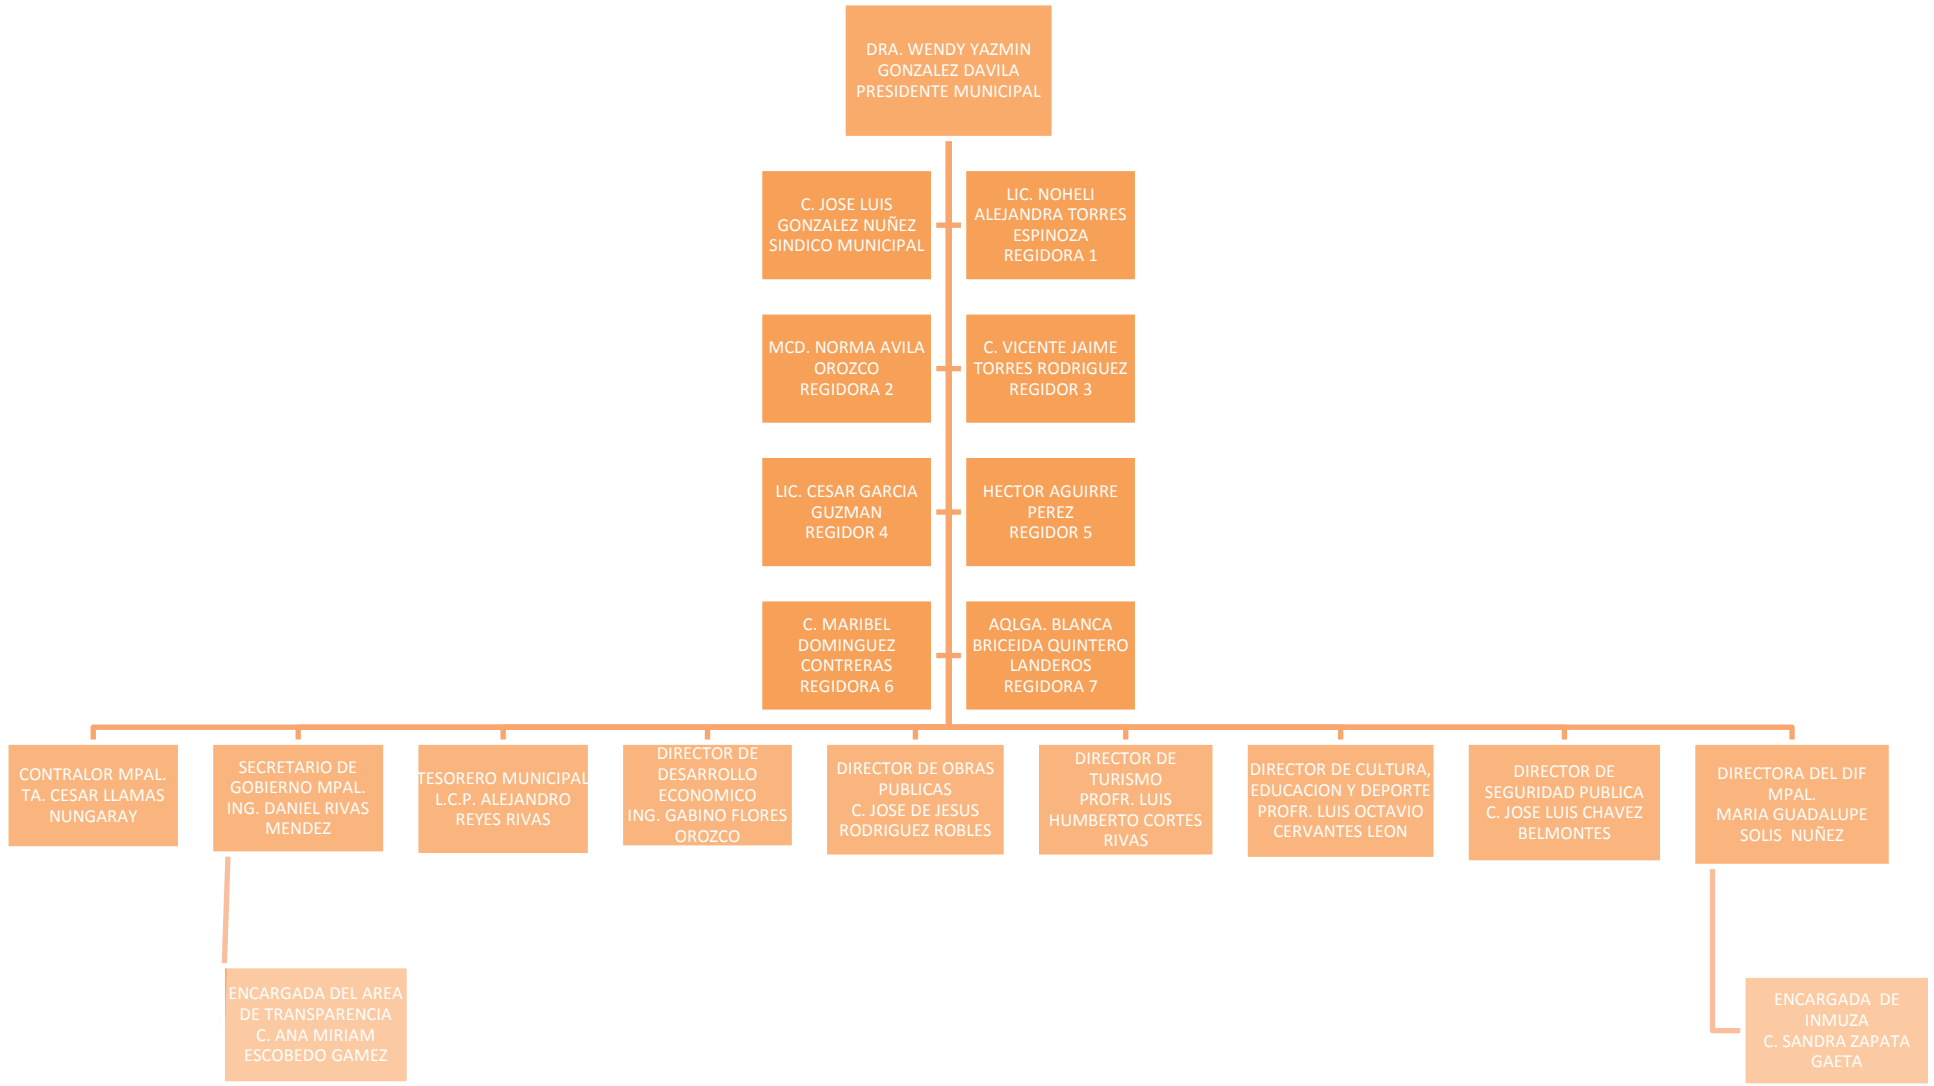 DRA. WENDY YAZMIN
GONZALEZ DAVILA
PRESIDENTE MUNICIPAL
C. JOSE LUIS
GONZALEZ NUÑEZ
SINDICO MUNICIPAL
LIC. NOHELI
ALEJANDRA TORRES
ESPINOZA
REGIDORA 1
MCD. NORMA AVILA
OROZCO
REGIDORA 2
C. VICENTE JAIME
TORRES RODRIGUEZ
REGIDOR 3
LIC. CESAR GARCIA
GUZMAN
REGIDOR 4
HECTOR AGUIRRE
PEREZ
REGIDOR 5
C. MARIBEL
DOMINGUEZ
CONTRERAS
REGIDORA 6
AQLGA. BLANCA
BRICEIDA QUINTERO
LANDEROS
REGIDORA 7
CONTRALOR MPAL.
TA. CESAR LLAMAS
NUNGARAY
SECRETARIO DE
GOBIERNO MPAL.
ING. DANIEL RIVAS
MENDEZ
TESORERO MUNICIPAL
L.C.P. ALEJANDRO
REYES RIVAS
DIRECTOR DE
DESARROLLO
ECONOMICO
ING. GABINO FLORES
OROZCO
DIRECTOR DE OBRAS
PUBLICAS
C. JOSE DE JESUS
RODRIGUEZ ROBLES
DIRECTOR DE
TURISMO
PROFR. LUIS
HUMBERTO CORTES
RIVAS
DIRECTOR DE CULTURA,
EDUCACION Y DEPORTE
PROFR. LUIS OCTAVIO
CERVANTES LEON
DIRECTOR DE
SEGURIDAD PUBLICA
C. JOSE LUIS CHAVEZ
BELMONTES
DIRECTORA DEL DIF
MPAL.
MARIA GUADALUPE
SOLIS  NUÑEZ
ENCARGADA DEL AREA
DE TRANSPARENCIA
C. ANA MIRIAM
ESCOBEDO GAMEZ
ENCARGADA  DE
INMUZA
C. SANDRA ZAPATA
GAETA